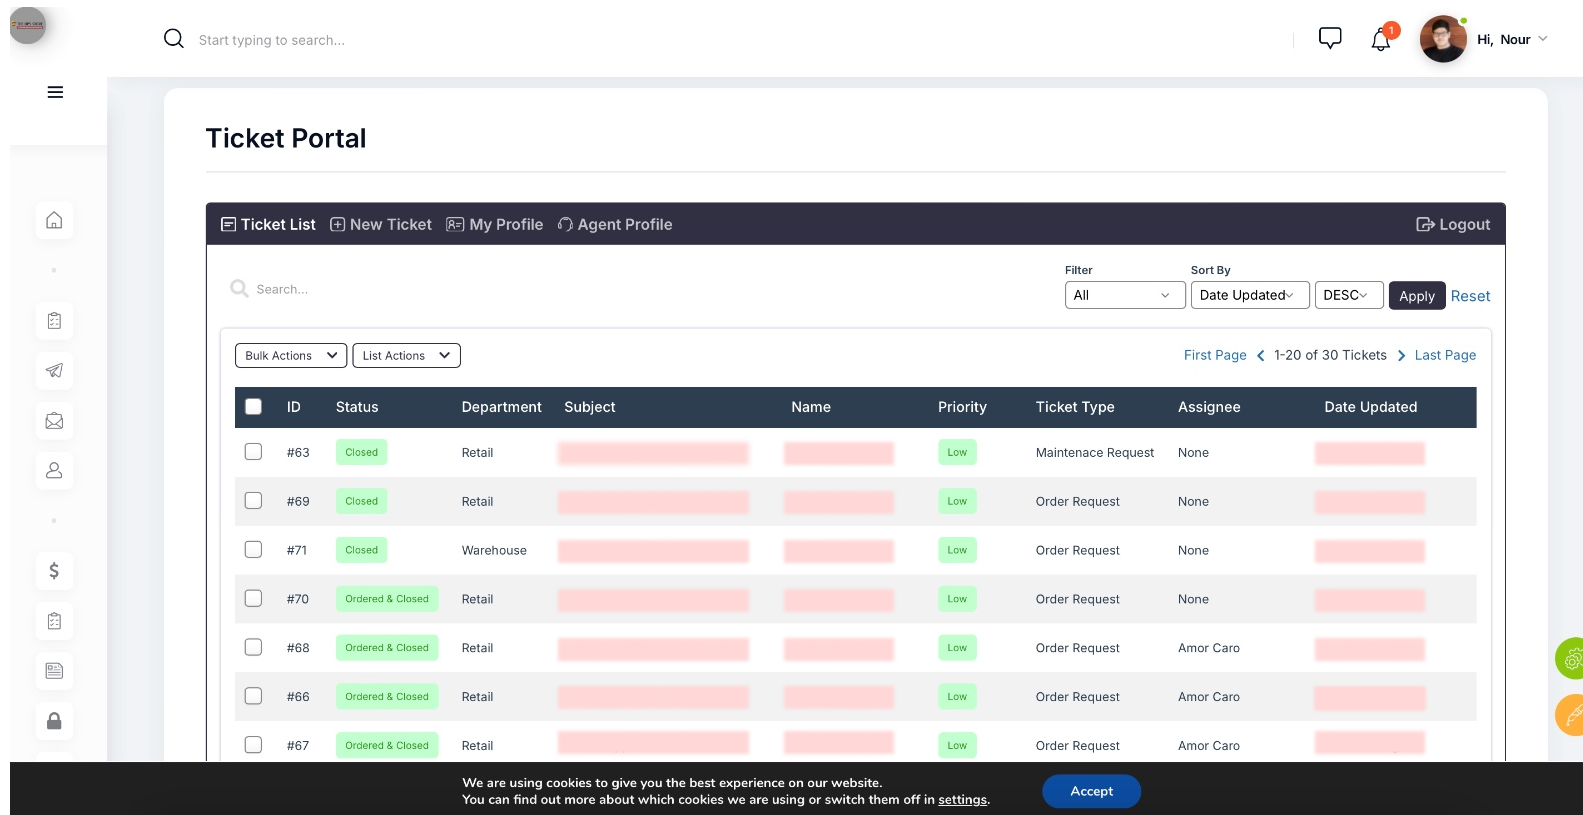 Start typing to search...
1
Hi, Nour
Ticket Portal
Ticket List New Ticket My Profile Agent Profile Logout
Filter Sort By
Search... All Date Updated DESC Apply Reset
Bulk Actions List Actions First Page 1-20 of 30 Tickets Last Page
ID Status Department Subject Name Priority Ticket Type Assignee Date Updated
#63 Closed Retail Low Maintenace Request None
#69 Closed Retail Low Order Request None
#71 Closed Warehouse Low Order Request None
#70 Ordered & Closed Retail Low Order Request None
#68 Ordered & Closed Retail Low Order Request Amor Caro
#66 Ordered & Closed Retail Low Order Request Amor Caro
#67 Ordered & Closed Retail Low Order Request Amor Caro
We are using cookies to give you the best experience on our website.
You can find out more about which cookies we are using or switch them off in settings.
Accept